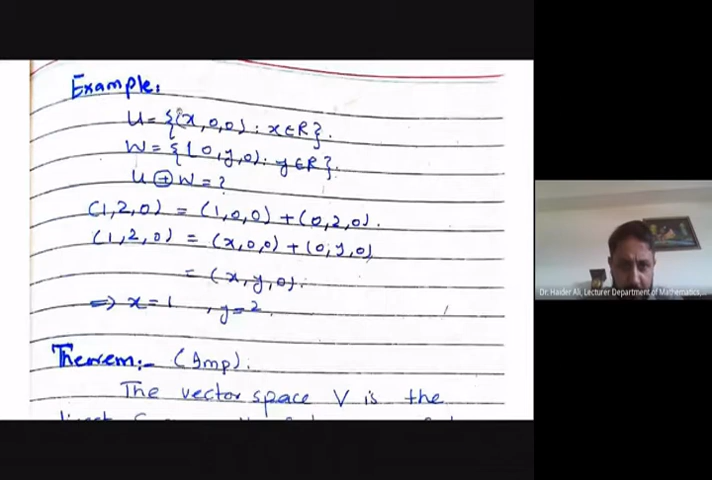 Example:
U = {(x,0,0) : x∈R}.
W = {(0,y,0) : y∈R}.
U ⊕ W = ?
(1,2,0) = (1,0,0) + (0,2,0).
(1,2,0) = (x,0,0) + (0,y,0)
= (x,y,0).
⇒ x=1 , y=2.
Theorem:- (Imp).
The vector space V is the
Dr. Haider Ali, Lecturer Department of Mathematics,